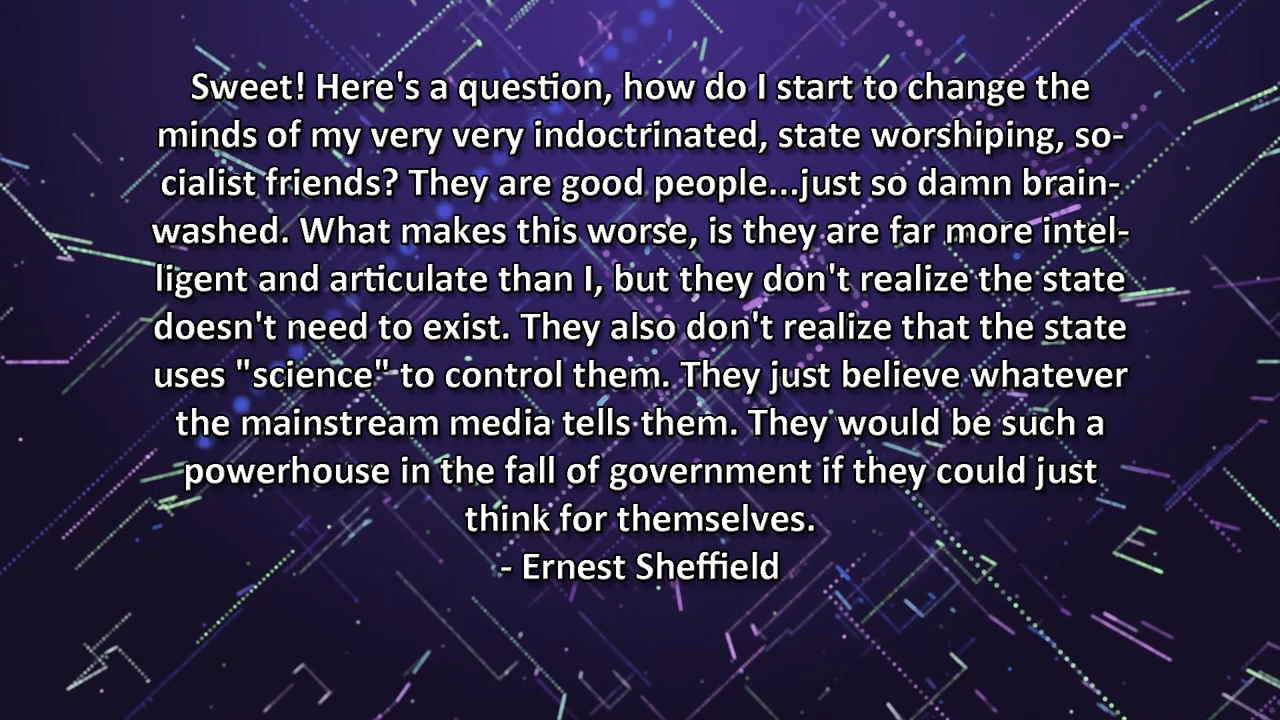 Sweet! Here's a question, how do I start to change the
minds of my very very indoctrinated, state worshiping, so-
cialist friends? They are good people...just so damn brain-
washed. What makes this worse, is they are far more intel-
ligent and articulate than I, but they don't realize the state
doesn't need to exist. They also don't realize that the state
uses "science" to control them. They just believe whatever
the mainstream media tells them. They would be such a
powerhouse in the fall of government if they could just
think for themselves.
- Ernest Sheffield